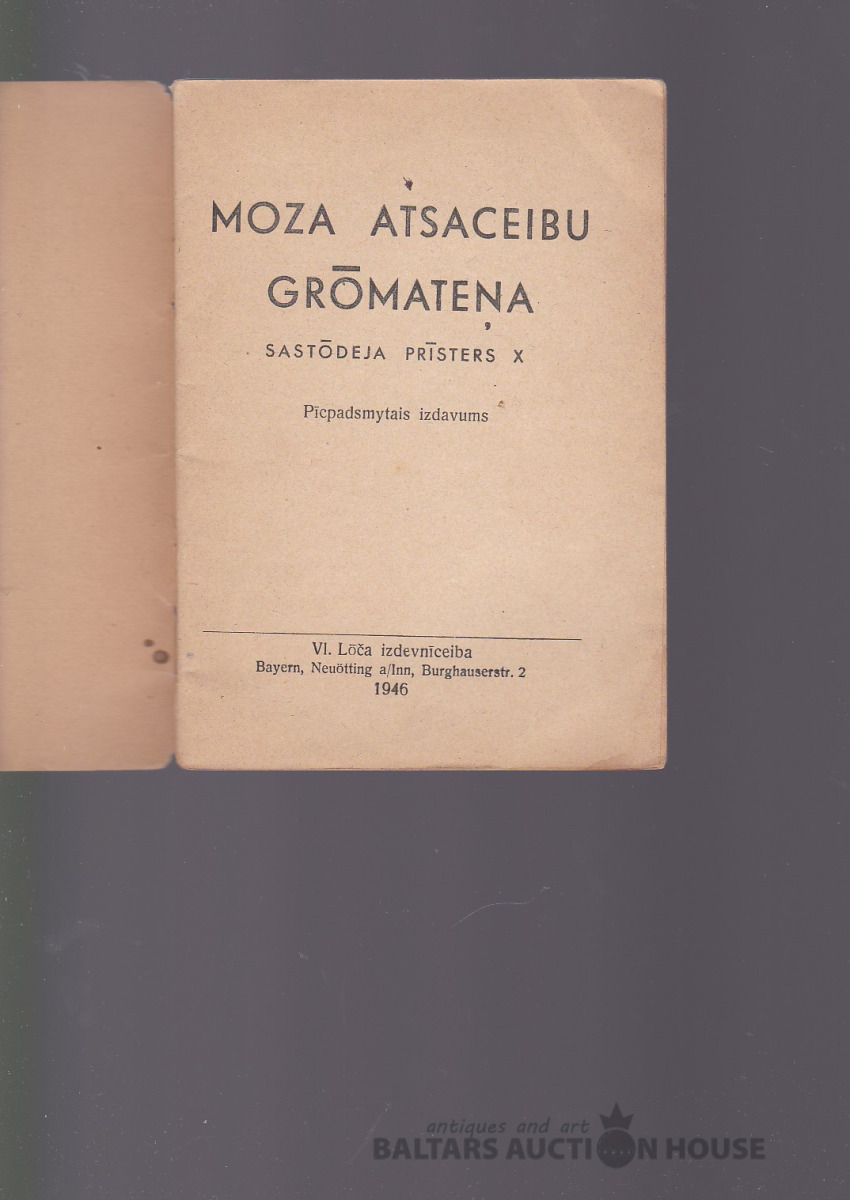 MOZA ATSACEIBU
GRŌMATEŅA
SASTŌDEJA PRĪSTERS X
Pīcpadsmytais izdavums
Vl. Lōča izdevnīceiba
Bayern, Neuötting a/Inn, Burghauserstr. 2
1946
antiques and art
BALTARS AUCTION HOUSE